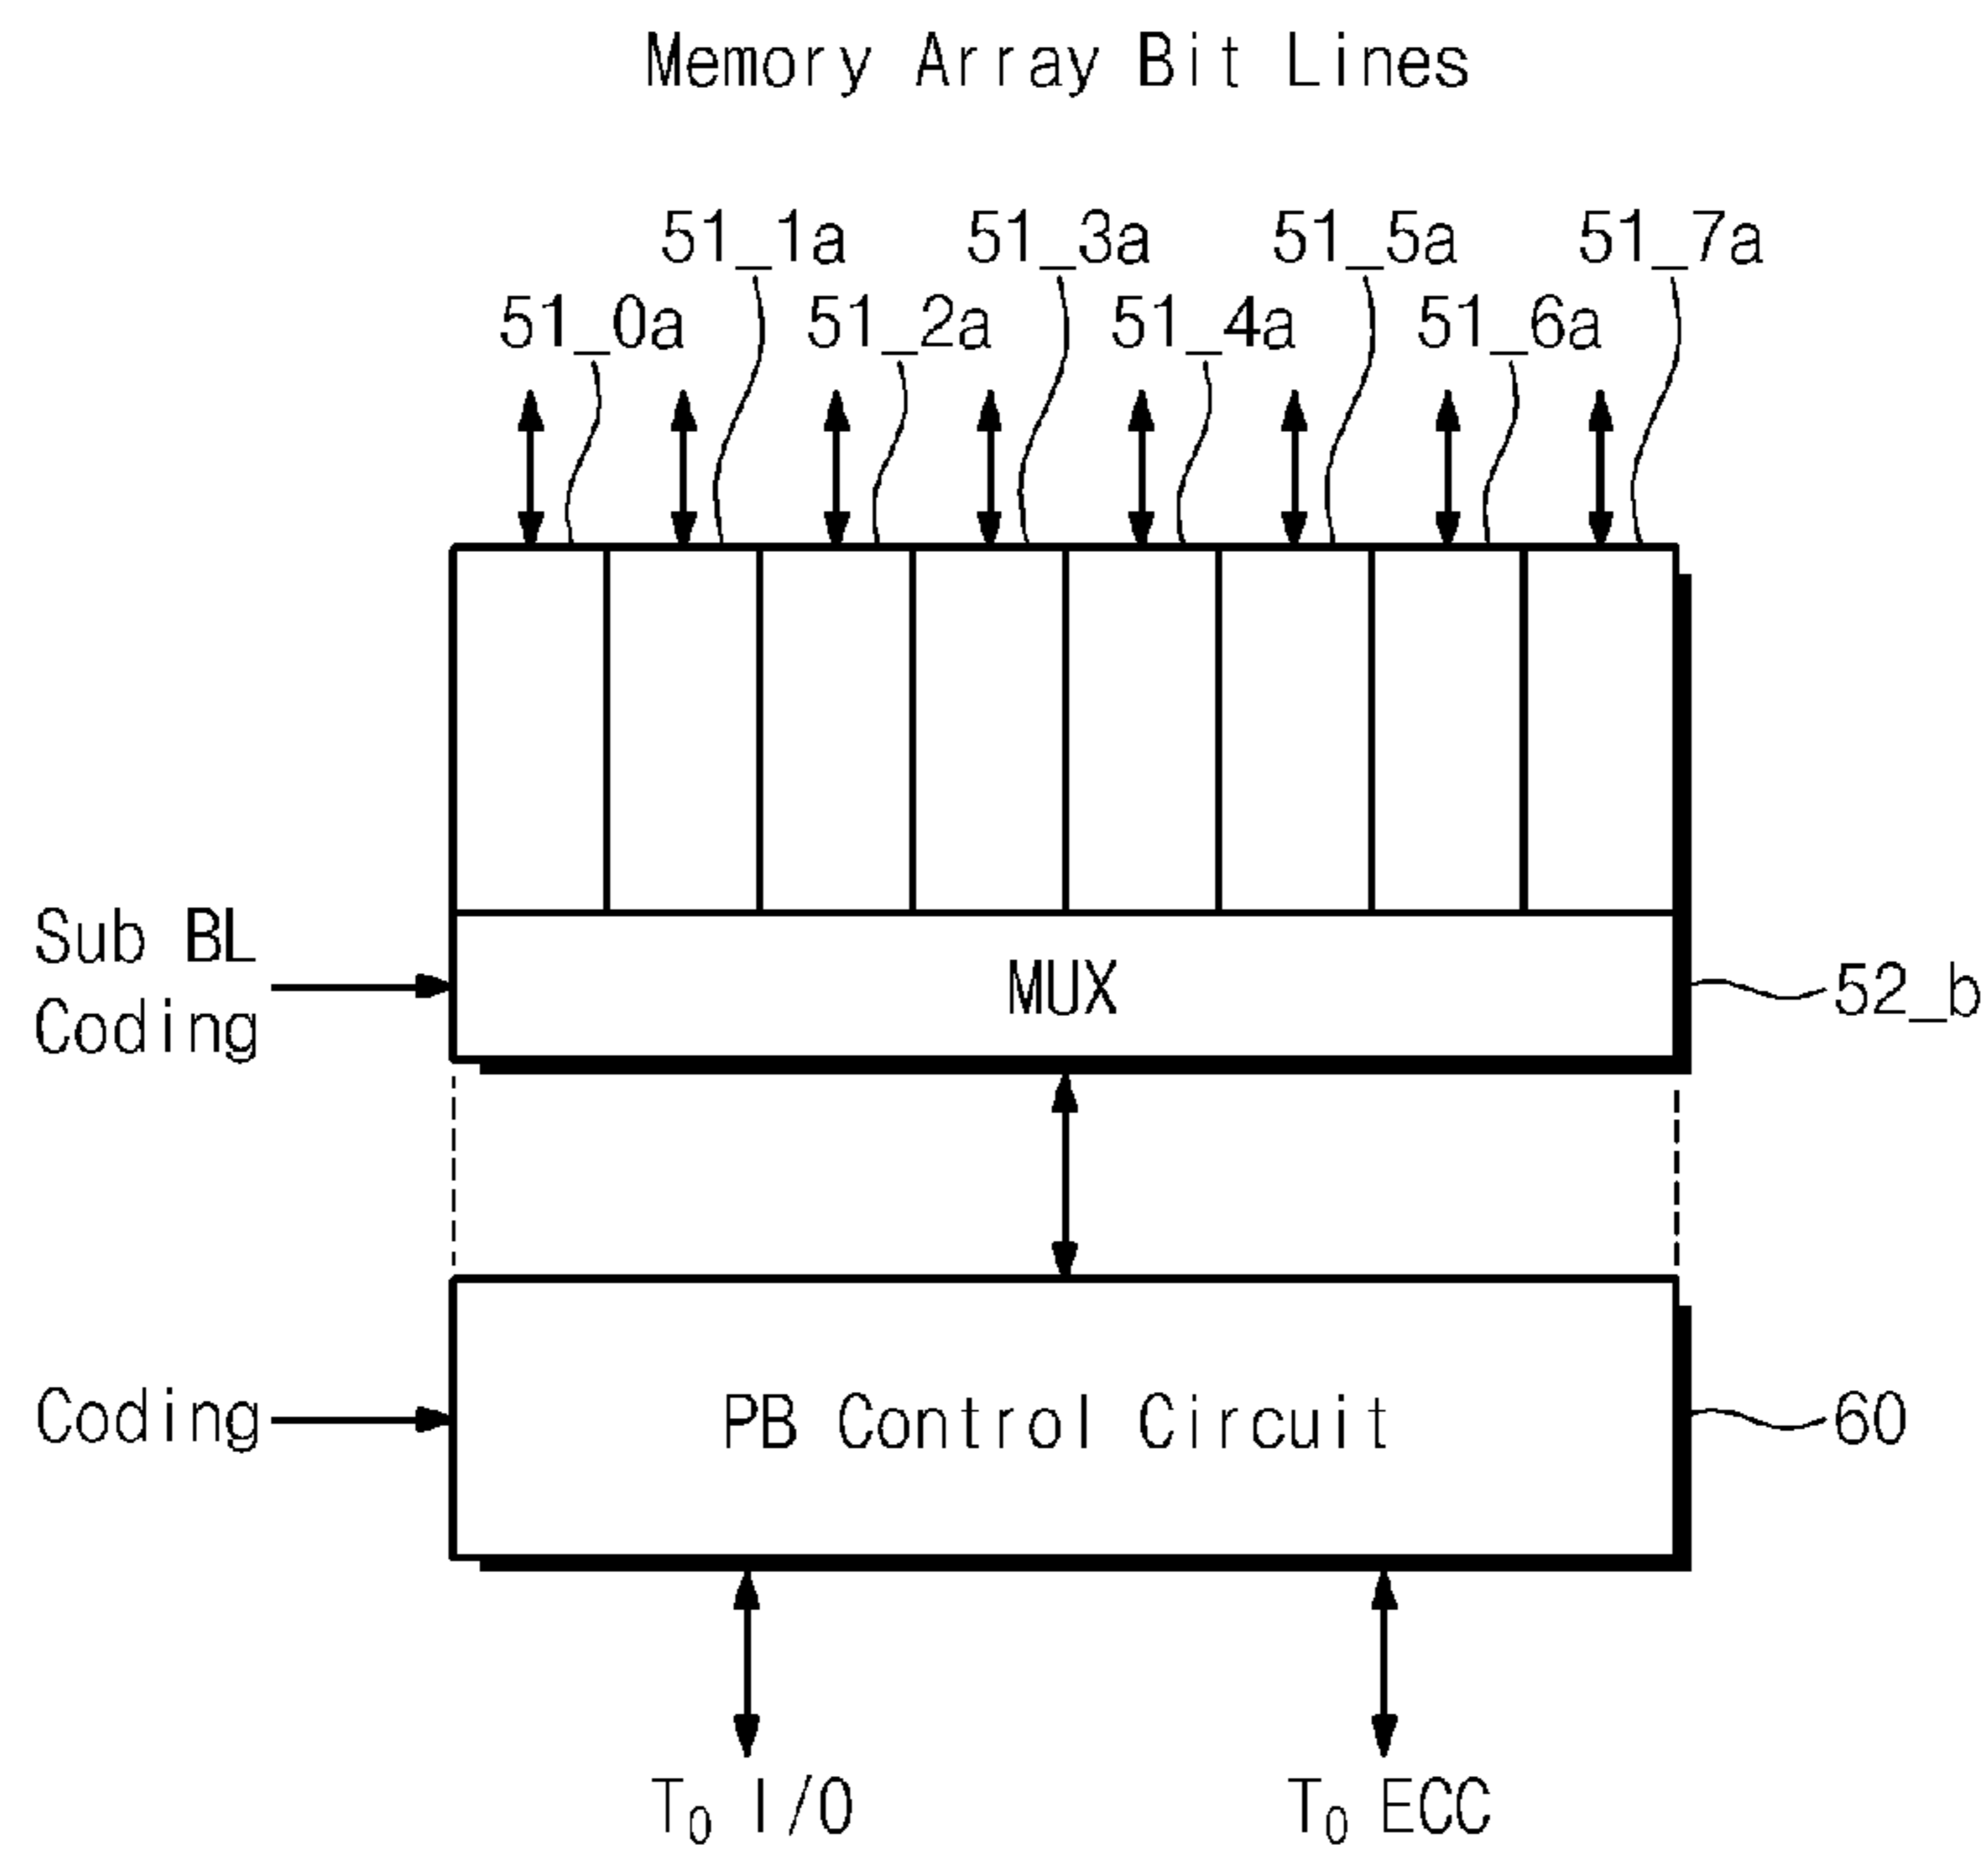 Memory Array Bit Lines
51_1a 51_3a 51_5a 51_7a
51_0a 51_2a 51_4a 51_6a
Sub BL
Coding
MUX
52_b
Coding
PB Control Circuit
60
T0 I/O
T0 ECC